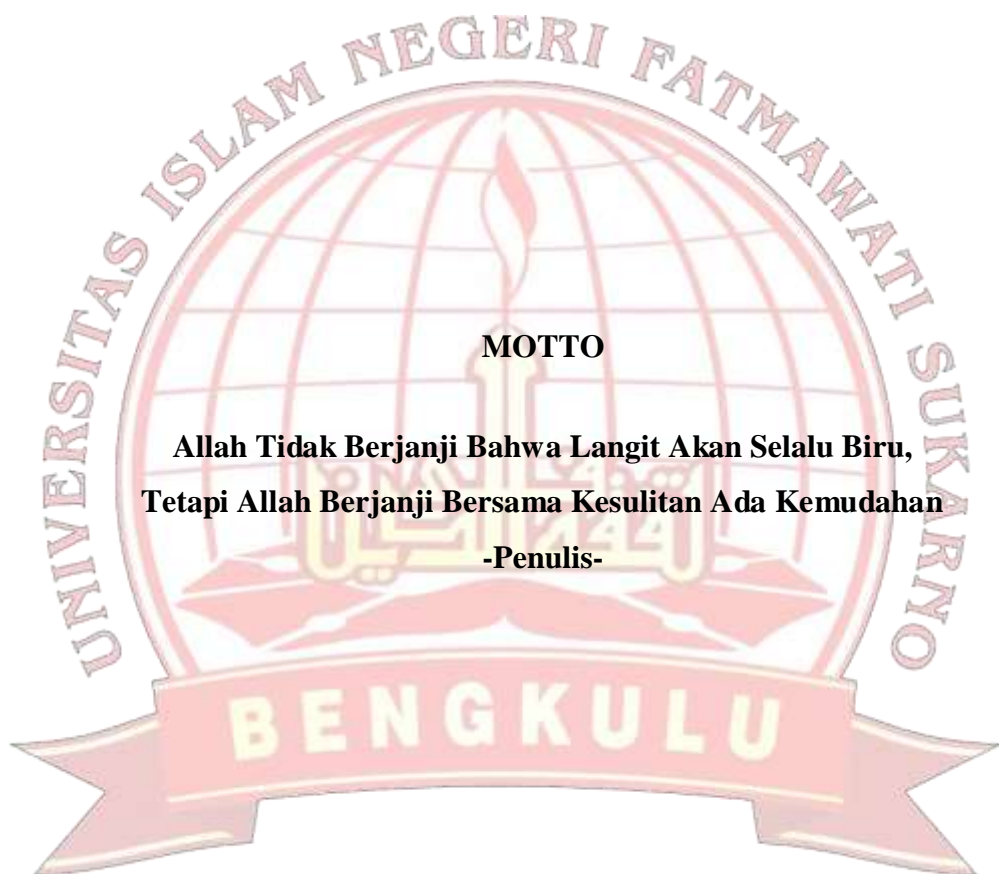 UNIVERSITAS ISLAM NEGERI FATMAWATI SUKARNO
MOTTO
Allah Tidak Berjanji Bahwa Langit Akan Selalu Biru,
Tetapi Allah Berjanji Bersama Kesulitan Ada Kemudahan
-Penulis-
BENGKULU